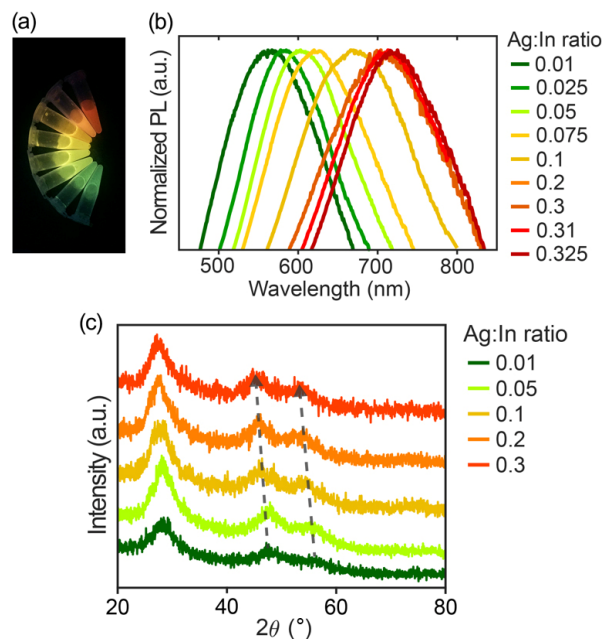 (a)
(b)
Normalized PL (a.u.)
500 600 700 800
Wavelength (nm)
Ag:In ratio
0.01
0.025
0.05
0.075
0.1
0.2
0.3
0.31
0.325
(c)
Intensity (a.u.)
20 40 60 80
2θ (°)
Ag:In ratio
0.01
0.05
0.1
0.2
0.3